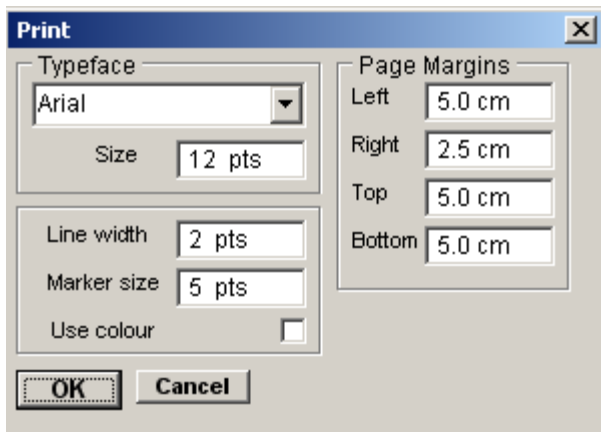 Print
Typeface
Arial
Size 12 pts
Line width 2 pts
Marker size 5 pts
Use colour
Page Margins
Left 5.0 cm
Right 2.5 cm
Top 5.0 cm
Bottom 5.0 cm
OK Cancel